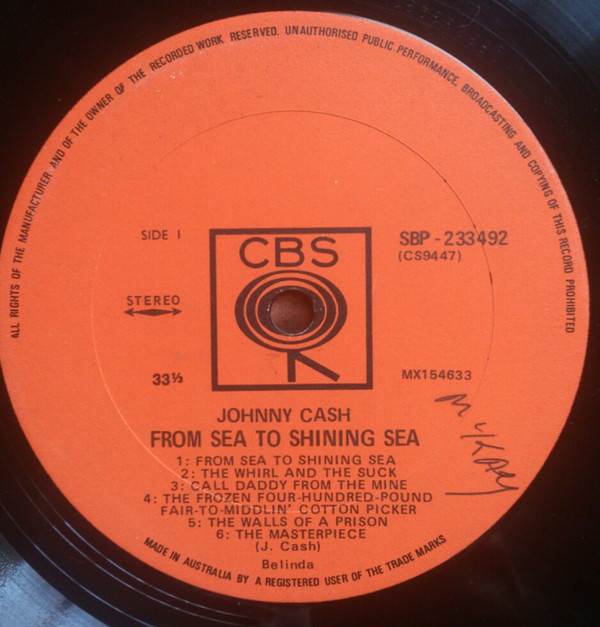 ALL RIGHTS OF THE MANUFACTURER AND OF THE OWNER OF THE RECORDED WORK RESERVED. UNAUTHORISED PUBLIC PERFORMANCE, BROADCASTING AND COPYING OF THIS RECORD PROHIBITED
SIDE 1
CBS
SBP-233492
(CS9447)
STEREO
33⅓
MX154633
JOHNNY CASH
FROM SEA TO SHINING SEA
McKAY
1: FROM SEA TO SHINING SEA
2: THE WHIRL AND THE SUCK
3: CALL DADDY FROM THE MINE
4: THE FROZEN FOUR-HUNDRED-POUND
FAIR-TO-MIDDLIN' COTTON PICKER
5: THE WALLS OF A PRISON
6: THE MASTERPIECE
(J. Cash)
Belinda
MADE IN AUSTRALIA BY A REGISTERED USER OF THE TRADE MARKS